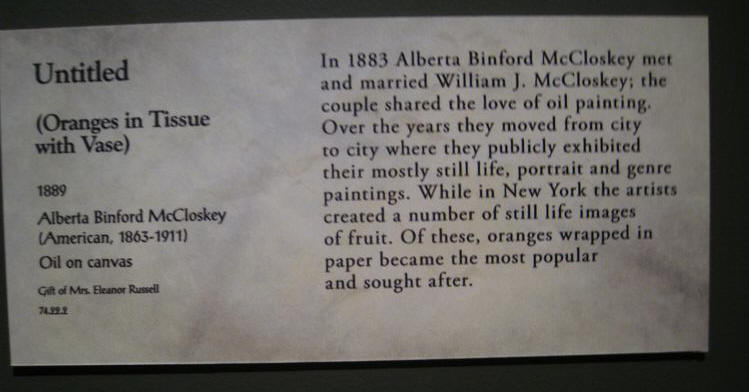 Untitled
(Oranges in Tissue
with Vase)
1889
Alberta Binford McCloskey
(American, 1863-1911)
Oil on canvas
Gift of Mrs. Eleanor Russell
74.22.2
In 1883 Alberta Binford McCloskey met
and married William J. McCloskey; the
couple shared the love of oil painting.
Over the years they moved from city
to city where they publicly exhibited
their mostly still life, portrait and genre
paintings. While in New York the artists
created a number of still life images
of fruit. Of these, oranges wrapped in
paper became the most popular
and sought after.